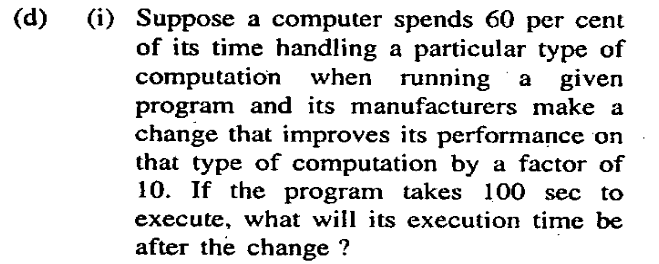 (d) (i) Suppose a computer spends 60 per cent
of its time handling a particular type of
computation when running a given
program and its manufacturers make a
change that improves its performance on
that type of computation by a factor of
10. If the program takes 100 sec to
execute, what will its execution time be
after the change ?